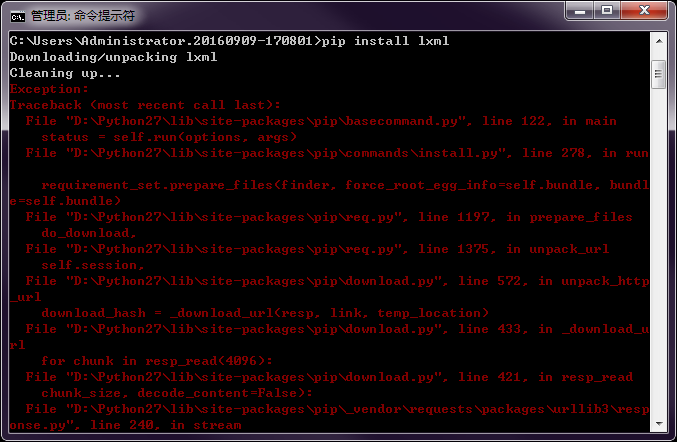 管理员: 命令提示符
C:\Users\Administrator.20160909-170801>pip install lxml
Downloading/unpacking lxml
Cleaning up...
Exception:
Traceback (most recent call last):
  File "D:\Python27\lib\site-packages\pip\basecommand.py", line 122, in main
    status = self.run(options, args)
  File "D:\Python27\lib\site-packages\pip\commands\install.py", line 278, in run
    requirement_set.prepare_files(finder, force_root_egg_info=self.bundle, bundl
e=self.bundle)
  File "D:\Python27\lib\site-packages\pip\req.py", line 1197, in prepare_files
    do_download,
  File "D:\Python27\lib\site-packages\pip\req.py", line 1375, in unpack_url
    self.session,
  File "D:\Python27\lib\site-packages\pip\download.py", line 572, in unpack_http
_url
    download_hash = _download_url(resp, link, temp_location)
  File "D:\Python27\lib\site-packages\pip\download.py", line 433, in _download_u
rl
    for chunk in resp_read(4096):
  File "D:\Python27\lib\site-packages\pip\download.py", line 421, in resp_read
    chunk_size, decode_content=False):
  File "D:\Python27\lib\site-packages\pip\_vendor\requests\packages\urllib3\resp
onse.py", line 240, in stream